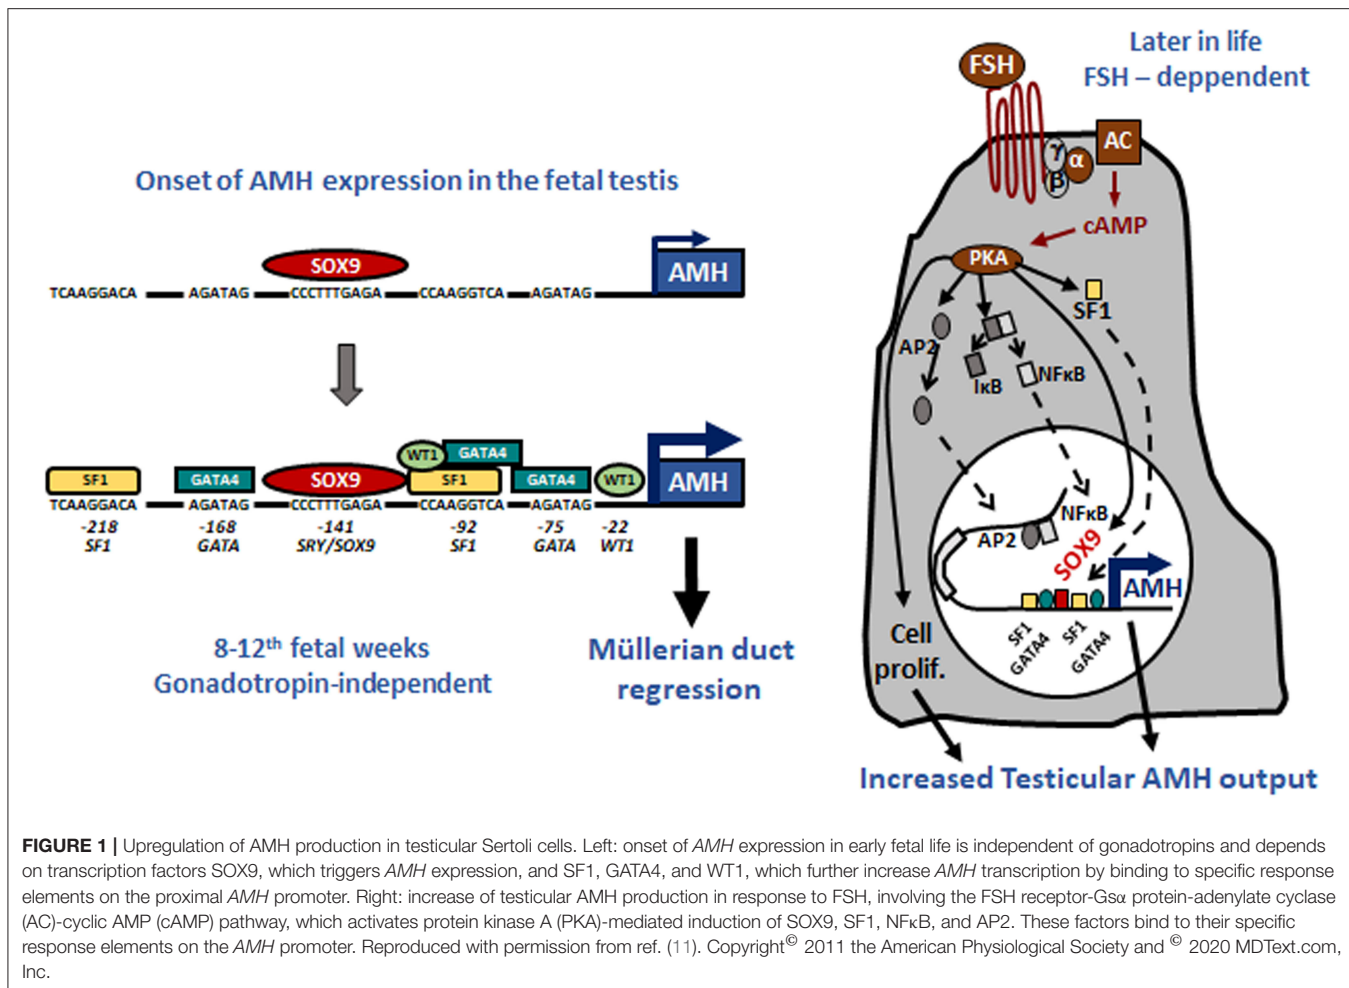 Onset of AMH expression in the fetal testis
SOX9
AMH
TCAAGGACA AGATAG CCCTTTGAGA CCAAGGTCA AGATAG
WT1 GATA4
SF1 GATA4 SOX9 SF1 GATA4 WT1 AMH
TCAAGGACA AGATAG CCCTTTGAGA CCAAGGTCA AGATAG
-218 -168 -141 -92 -75 -22
SF1 GATA SRY/SOX9 SF1 GATA WT1
8-12th fetal weeks
Gonadotropin-independent
Müllerian duct
regression
Later in life
FSH – deppendent
FSH
AC
γ α
β
cAMP
PKA
SF1
AP2
IκB NFκB
NFκB
AP2
SOX9
AMH
SF1 SF1
GATA4 GATA4
Cell
prolif.
Increased Testicular AMH output
FIGURE 1 | Upregulation of AMH production in testicular Sertoli cells. Left: onset of AMH expression in early fetal life is independent of gonadotropins and depends
on transcription factors SOX9, which triggers AMH expression, and SF1, GATA4, and WT1, which further increase AMH transcription by binding to specific response
elements on the proximal AMH promoter. Right: increase of testicular AMH production in response to FSH, involving the FSH receptor-Gsα protein-adenylate cyclase
(AC)-cyclic AMP (cAMP) pathway, which activates protein kinase A (PKA)-mediated induction of SOX9, SF1, NFκB, and AP2. These factors bind to their specific
response elements on the AMH promoter. Reproduced with permission from ref. (11). Copyright© 2011 the American Physiological Society and © 2020 MDText.com,
Inc.